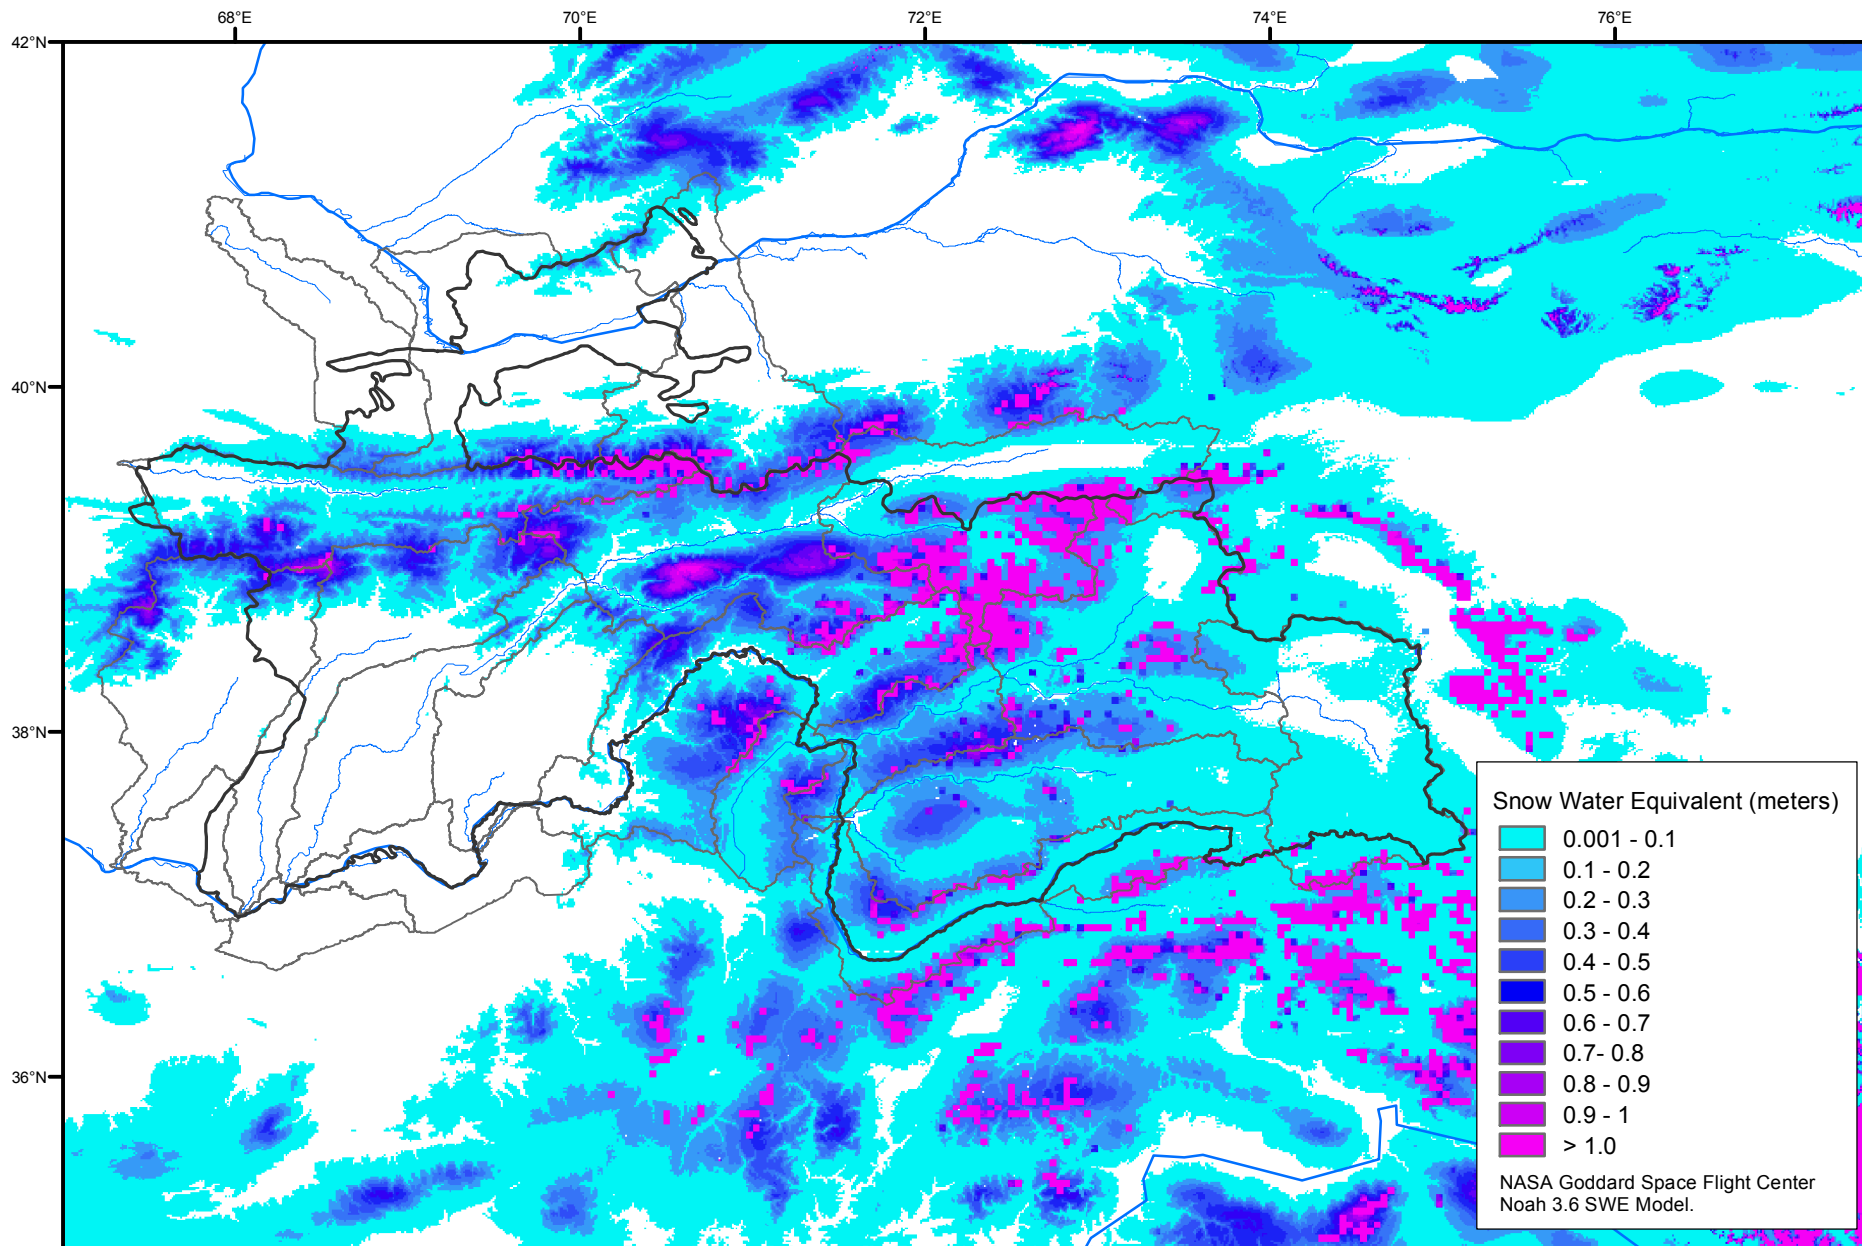 68°E
70°E
72°E
74°E
76°E
42°N
40°N
38°N
36°N
Snow Water Equivalent (meters)
0.001 - 0.1
0.1 - 0.2
0.2 - 0.3
0.3 - 0.4
0.4 - 0.5
0.5 - 0.6
0.6 - 0.7
0.7- 0.8
0.8 - 0.9
0.9 - 1
> 1.0
NASA Goddard Space Flight Center
Noah 3.6 SWE Model.